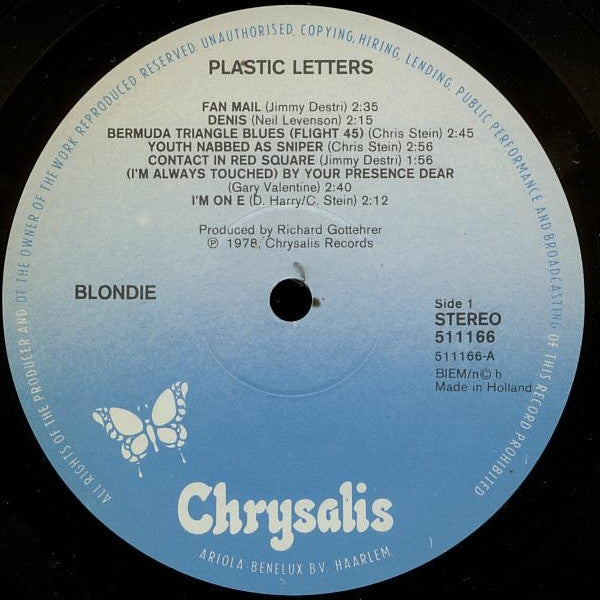 ALL RIGHTS OF THE PRODUCER AND OF THE OWNER OF THE WORK REPRODUCED RESERVED. UNAUTHORISED, COPYING, HIRING, LENDING, PUBLIC PERFORMANCE AND BROADCASTING OF THIS RECORD PROHIBITED
PLASTIC LETTERS
FAN MAIL (Jimmy Destri) 2:35
DENIS (Neil Levenson) 2:15
BERMUDA TRIANGLE BLUES (FLIGHT 45) (Chris Stein) 2:45
YOUTH NABBED AS SNIPER (Chris Stein) 2:56
CONTACT IN RED SQUARE (Jimmy Destri) 1:56
(I'M ALWAYS TOUCHED) BY YOUR PRESENCE DEAR
(Gary Valentine) 2:40
I'M ON E (D. Harry/C. Stein) 2:12
Produced by Richard Gottehrer
℗ 1978, Chrysalis Records
BLONDIE
Side 1
STEREO
511166
511166-A
BIEM/n© b
Made in Holland
Chrysalis
ARIOLA-BENELUX B.V. HAARLEM.